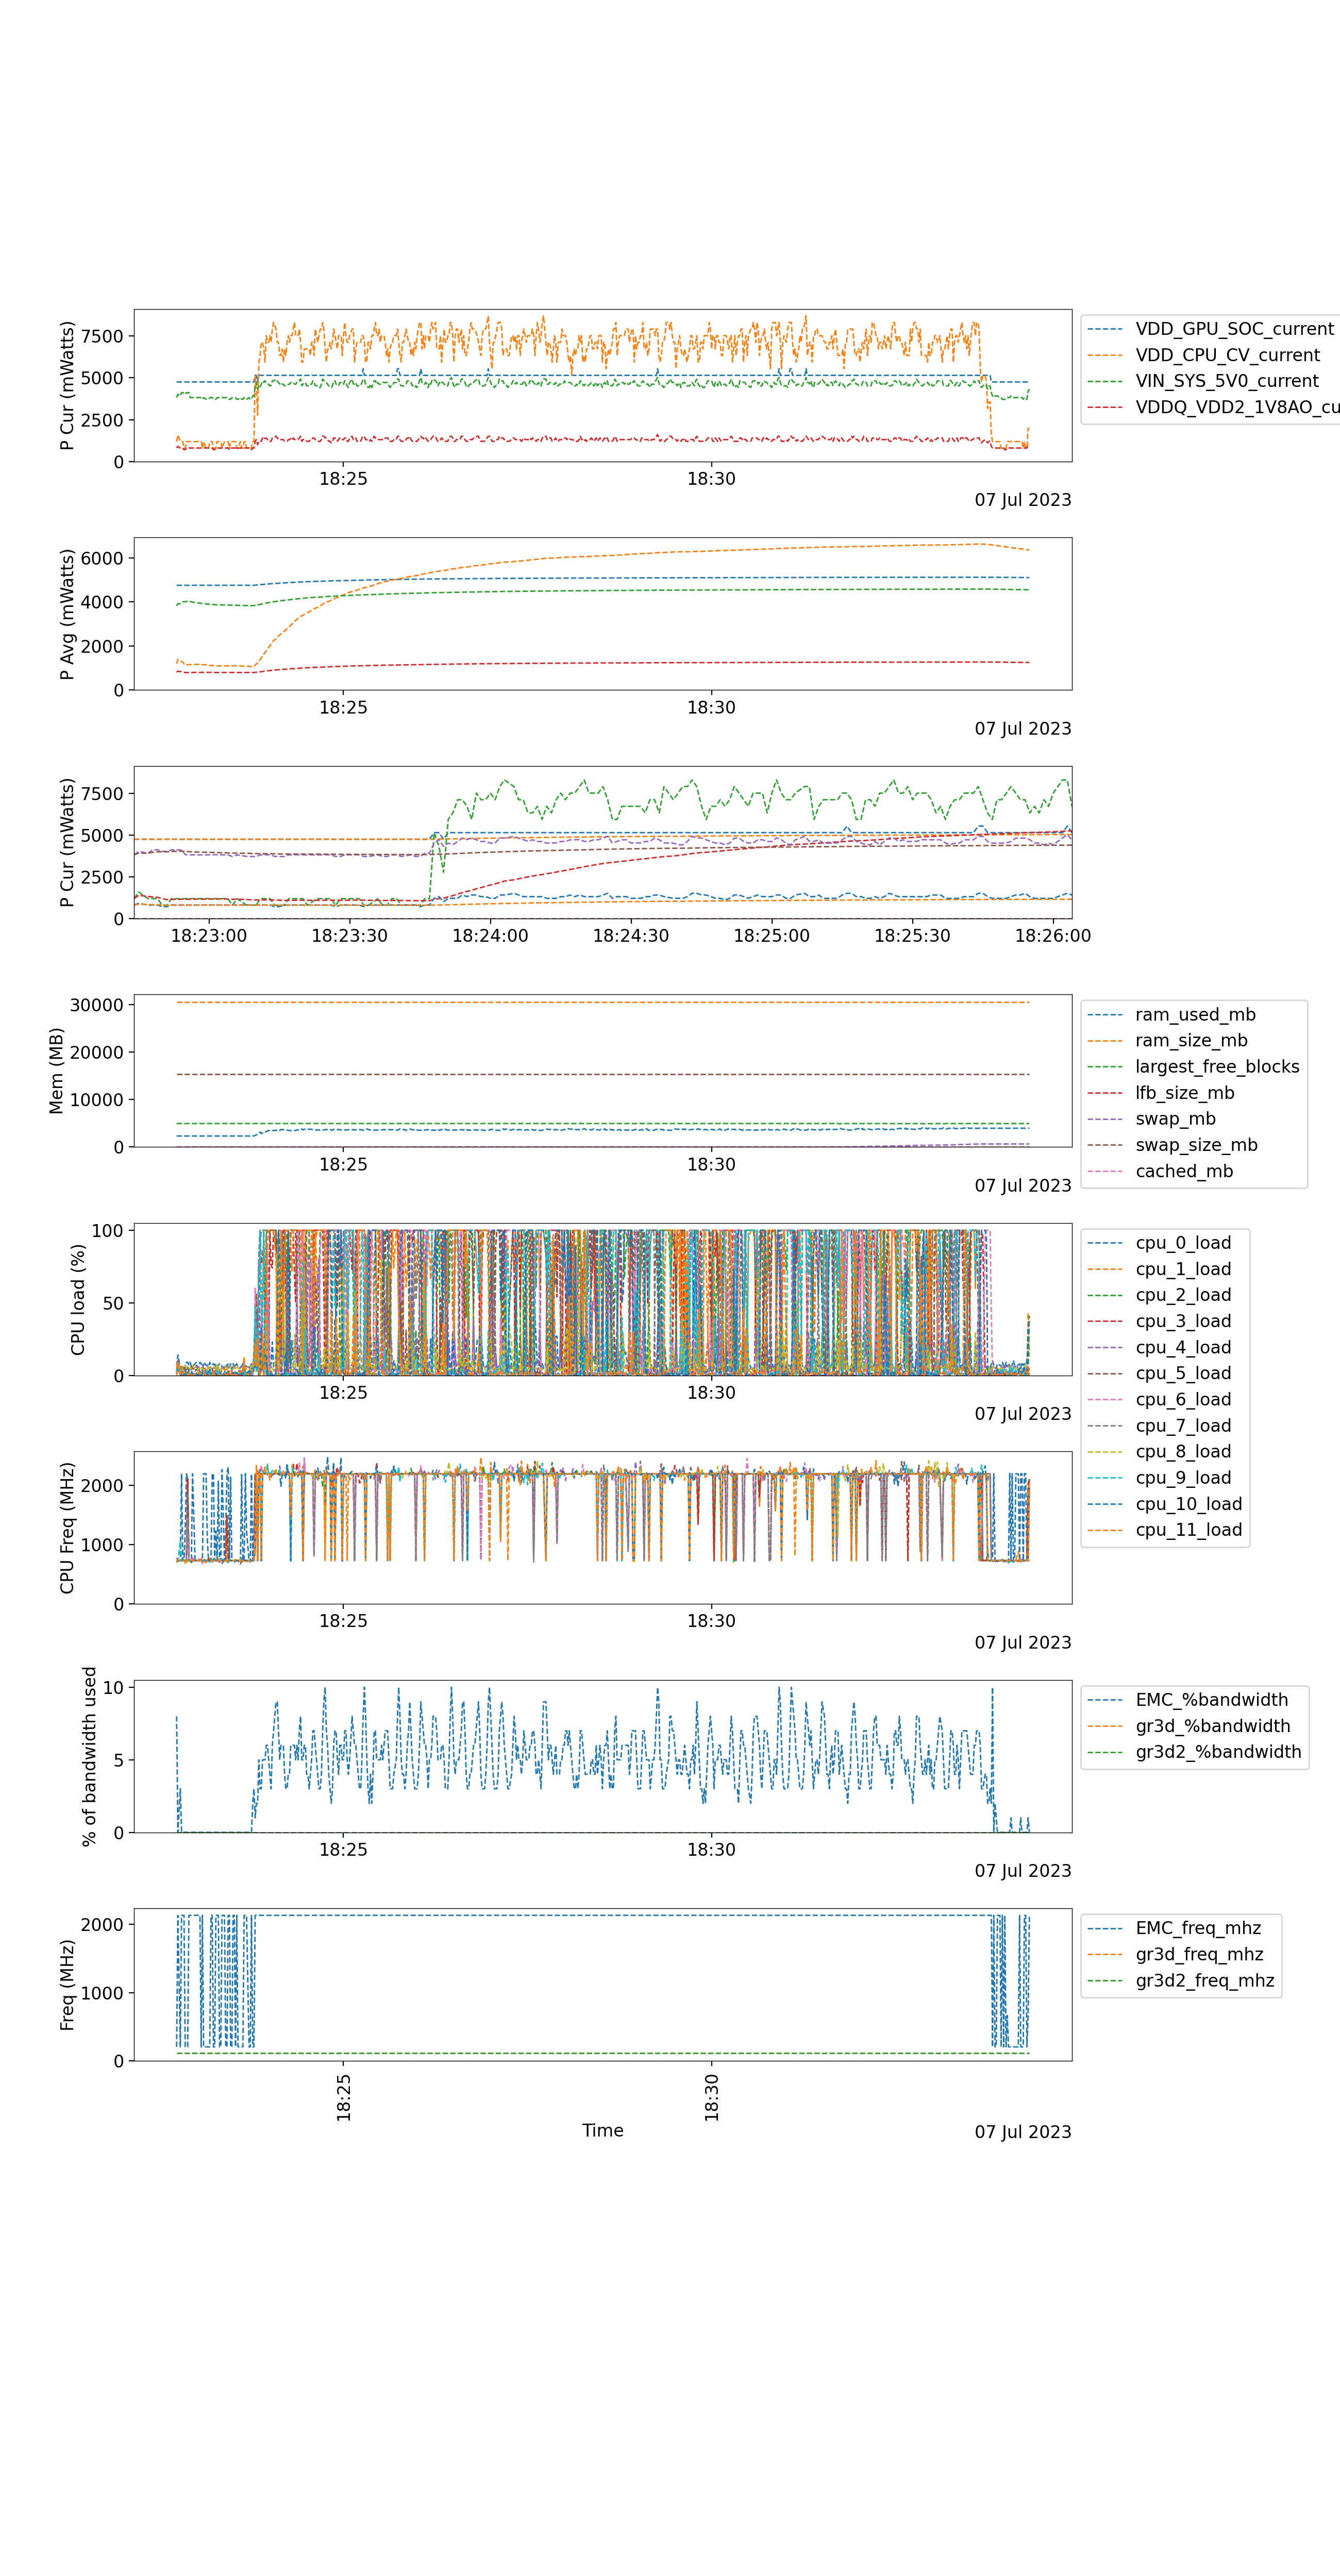 P Cur (mWatts)
7500
5000
2500
0
18:25
18:30
07 Jul 2023
VDD_GPU_SOC_current
VDD_CPU_CV_current
VIN_SYS_5V0_current
VDDQ_VDD2_1V8AO_cu
P Avg (mWatts)
6000
4000
2000
0
18:25
18:30
07 Jul 2023
P Cur (mWatts)
7500
5000
2500
0
18:23:00
18:23:30
18:24:00
18:24:30
18:25:00
18:25:30
18:26:00
Mem (MB)
30000
20000
10000
0
18:25
18:30
07 Jul 2023
ram_used_mb
ram_size_mb
largest_free_blocks
lfb_size_mb
swap_mb
swap_size_mb
cached_mb
CPU load (%)
100
50
0
18:25
18:30
07 Jul 2023
cpu_0_load
cpu_1_load
cpu_2_load
cpu_3_load
cpu_4_load
cpu_5_load
cpu_6_load
cpu_7_load
cpu_8_load
cpu_9_load
cpu_10_load
cpu_11_load
CPU Freq (MHz)
2000
1000
0
18:25
18:30
07 Jul 2023
% of bandwidth used
10
5
0
18:25
18:30
07 Jul 2023
EMC_%bandwidth
gr3d_%bandwidth
gr3d2_%bandwidth
Freq (MHz)
2000
1000
0
18:25
18:30
Time
07 Jul 2023
EMC_freq_mhz
gr3d_freq_mhz
gr3d2_freq_mhz